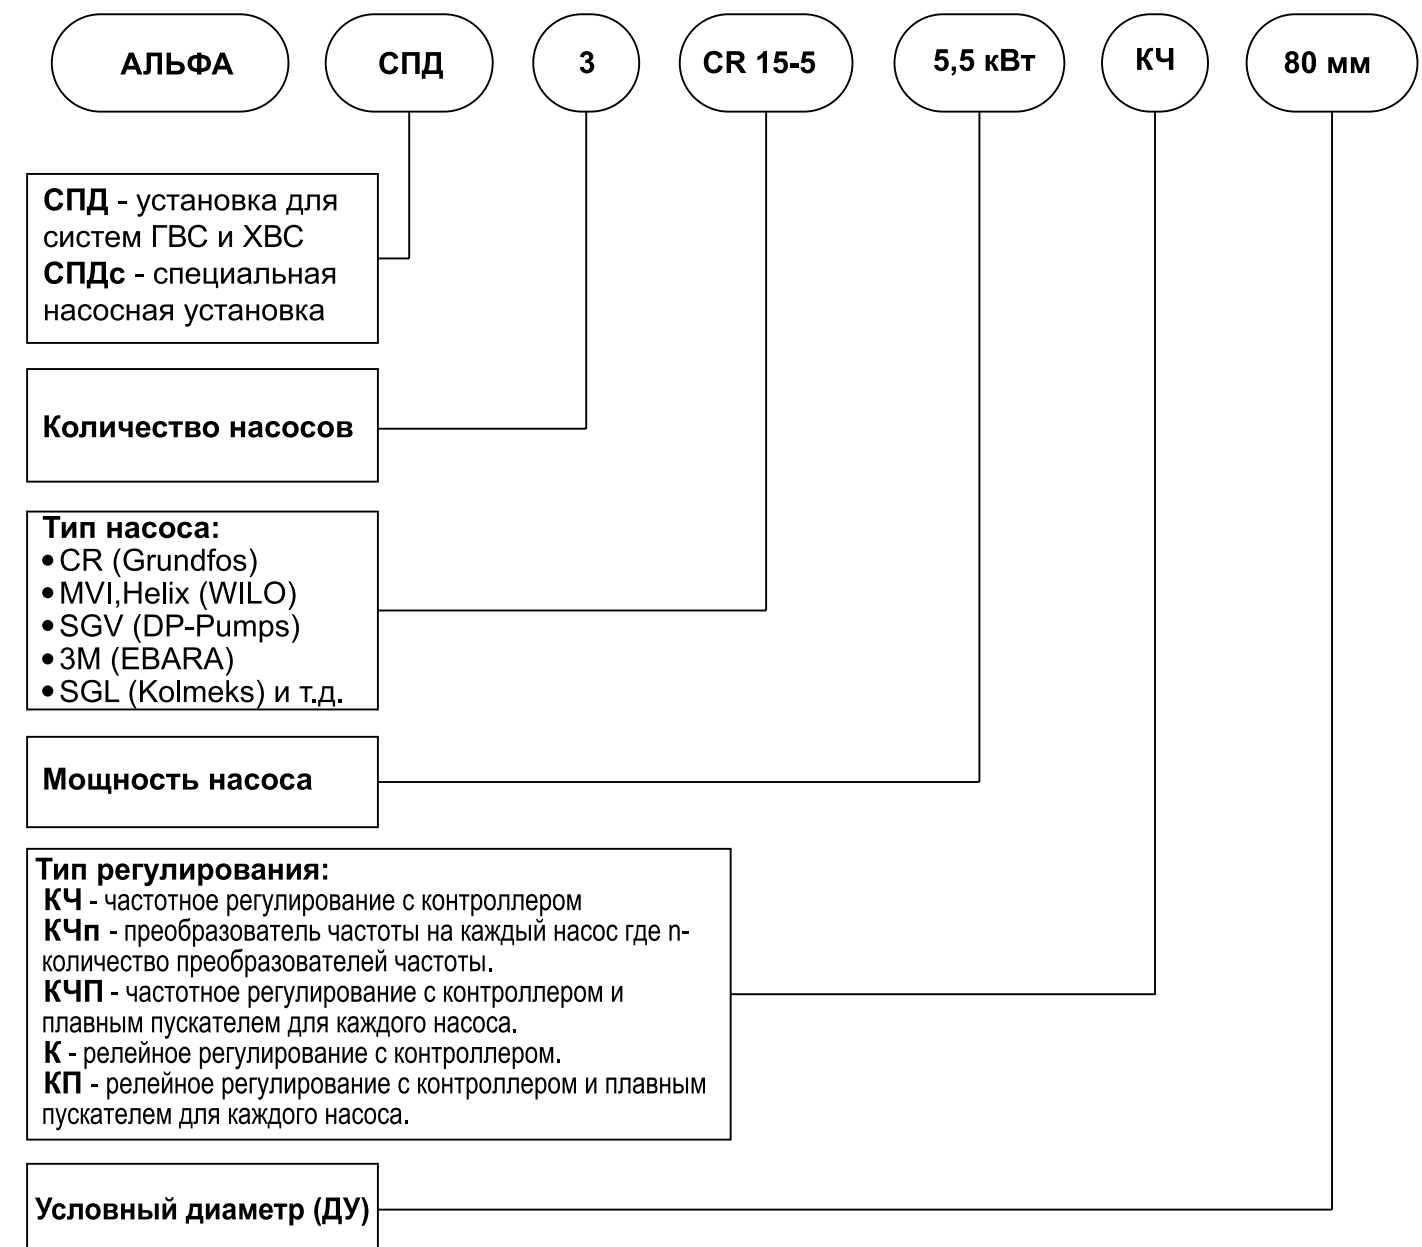 АЛЬФА СПД 3 CR 15-5 5,5 кВт КЧ 80 мм
СПД - установка для
систем ГВС и ХВС
СПДс - специальная
насосная установка
Количество насосов
Тип насоса:
•CR (Grundfos)
•MVI,Helix (WILO)
•SGV (DP-Pumps)
•3M (EBARA)
•SGL (Kolmeks) и т.д.
Мощность насоса
Тип регулирования:
КЧ - частотное регулирование с контроллером
КЧп - преобразователь частоты на каждый насос где n-
количество преобразователей частоты.
КЧП - частотное регулирование с контроллером и
плавным пускателем для каждого насоса.
К - релейное регулирование с контроллером.
КП - релейное регулирование с контроллером и плавным
пускателем для каждого насоса.
Условный диаметр (ДУ)